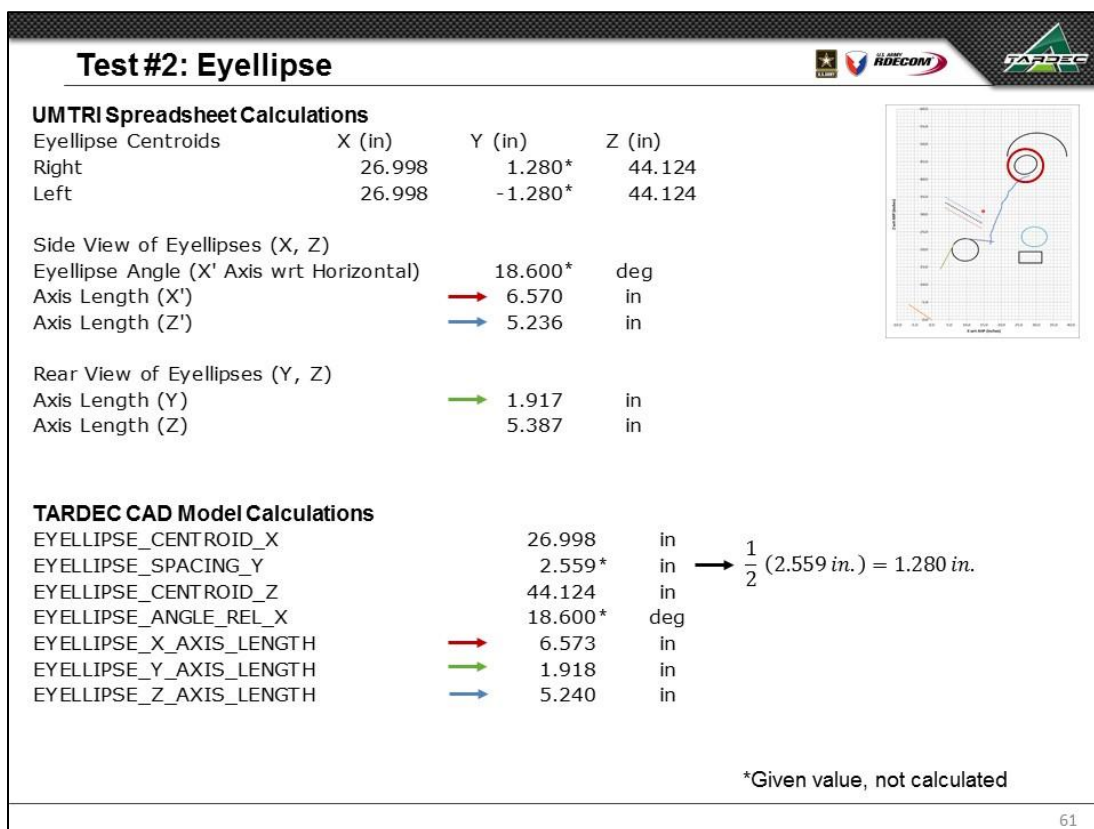 Test #2: Eyellipse
U.S. ARMY
U.S. ARMY
RDECOM
TARDEC
UMTRI Spreadsheet Calculations
Eyellipse Centroids X (in) Y (in) Z (in)
Right 26.998 1.280* 44.124
Left 26.998 -1.280* 44.124
Side View of Eyellipses (X, Z)
Eyellipse Angle (X' Axis wrt Horizontal) 18.600* deg
Axis Length (X') 6.570 in
Axis Length (Z') 5.236 in
Rear View of Eyellipses (Y, Z)
Axis Length (Y) 1.917 in
Axis Length (Z) 5.387 in
TARDEC CAD Model Calculations
EYELLIPSE_CENTROID_X 26.998 in
EYELLIPSE_SPACING_Y 2.559* in 1/2 (2.559 in.) = 1.280 in.
EYELLIPSE_CENTROID_Z 44.124 in
EYELLIPSE_ANGLE_REL_X 18.600* deg
EYELLIPSE_X_AXIS_LENGTH 6.573 in
EYELLIPSE_Y_AXIS_LENGTH 1.918 in
EYELLIPSE_Z_AXIS_LENGTH 5.240 in
*Given value, not calculated
61